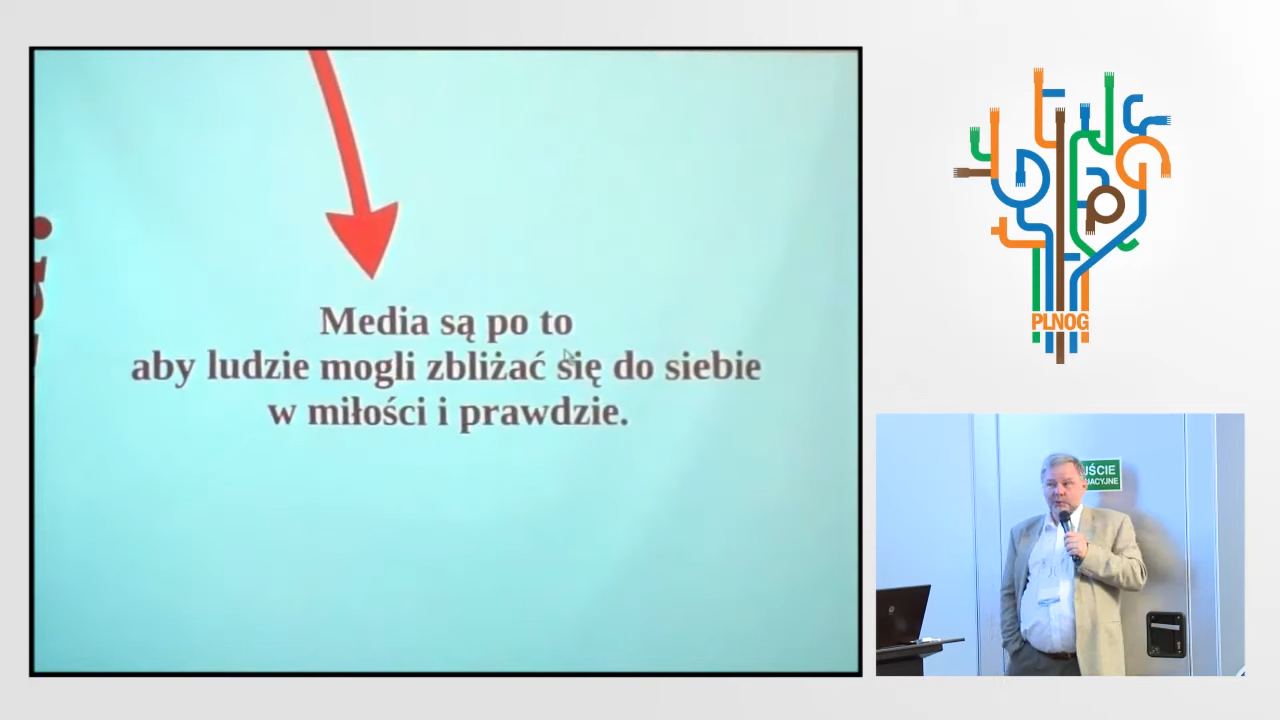 Media są po to
aby ludzie mogli zbliżać się do siebie
w miłości i prawdzie.
PLNOG